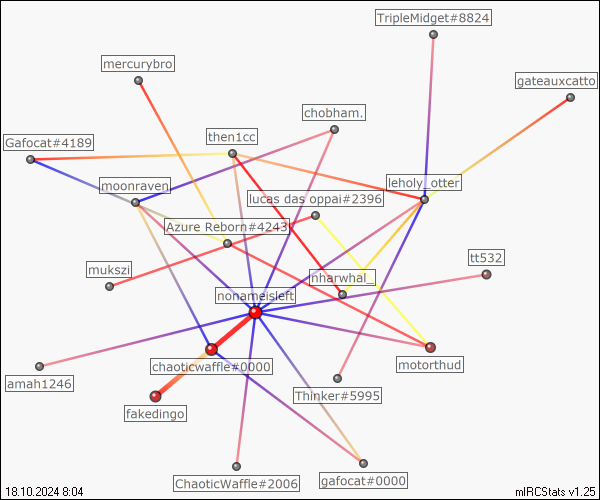 TripleMidget#8824
mercurybro
gateauxcatto
chobham.
Gafocat#4189
then1cc
moonraven
leholy_otter
lucas das oppai#2396
Azure Reborn#4243
tt532
mukszi
nharwhal_
nonameisleft
chaoticwaffle#0000
motorthud
amah1246
Thinker#5995
fakedingo
ChaoticWaffle#2006
gafocat#0000
18.10.2024 8:04
mIRCStats v1.25